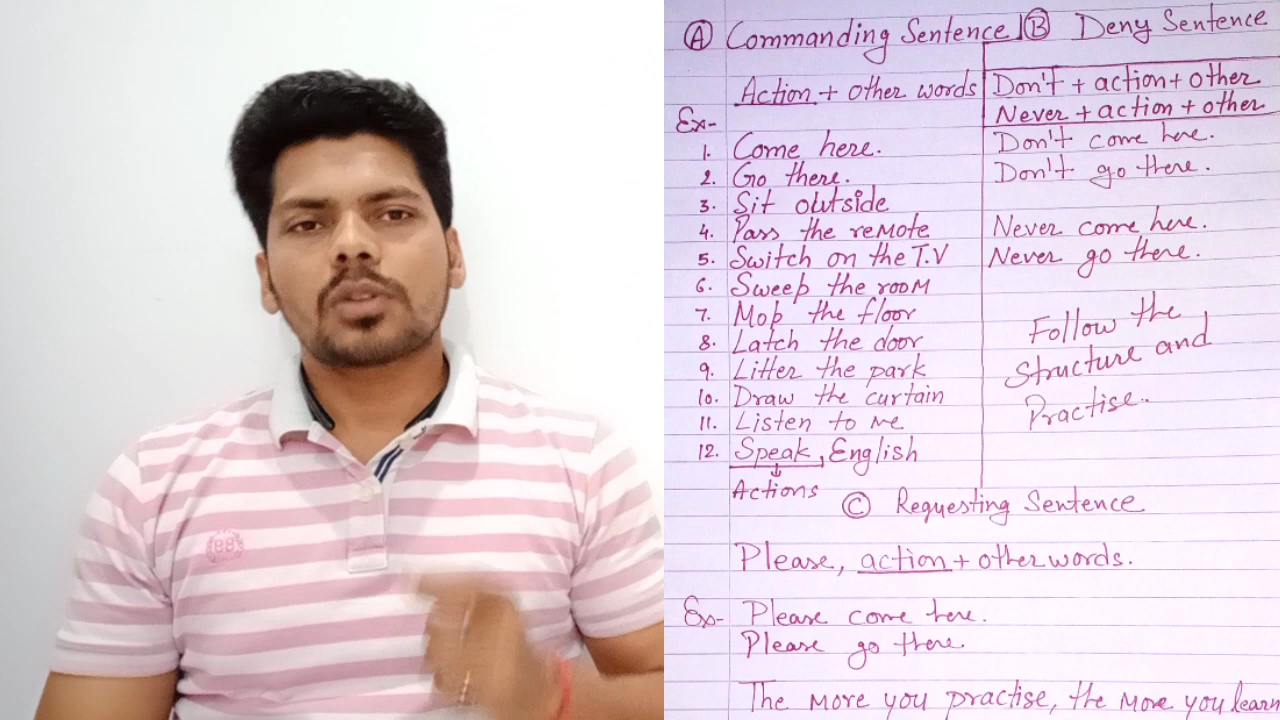 Ⓐ Commanding Sentence
Action + other words
Ex-
1. Come here.
2. Go there.
3. Sit outside
4. Pass the remote
5. Switch on the T.V
6. Sweep the room
7. Mop the floor
8. Latch the door
9. Litter the park
10. Draw the curtain
11. Listen to me
12. Speak, English
Actions
Ⓑ Deny Sentence
Don't + action + other
Never + action + other
Don't come here.
Don't go there.
Never come here.
Never go there.
Follow the
structure and
Practise..
Ⓒ Requesting Sentence
Please, action + other words.
Ex- Please come here.
Please go there.
The more you practise, the more you learn